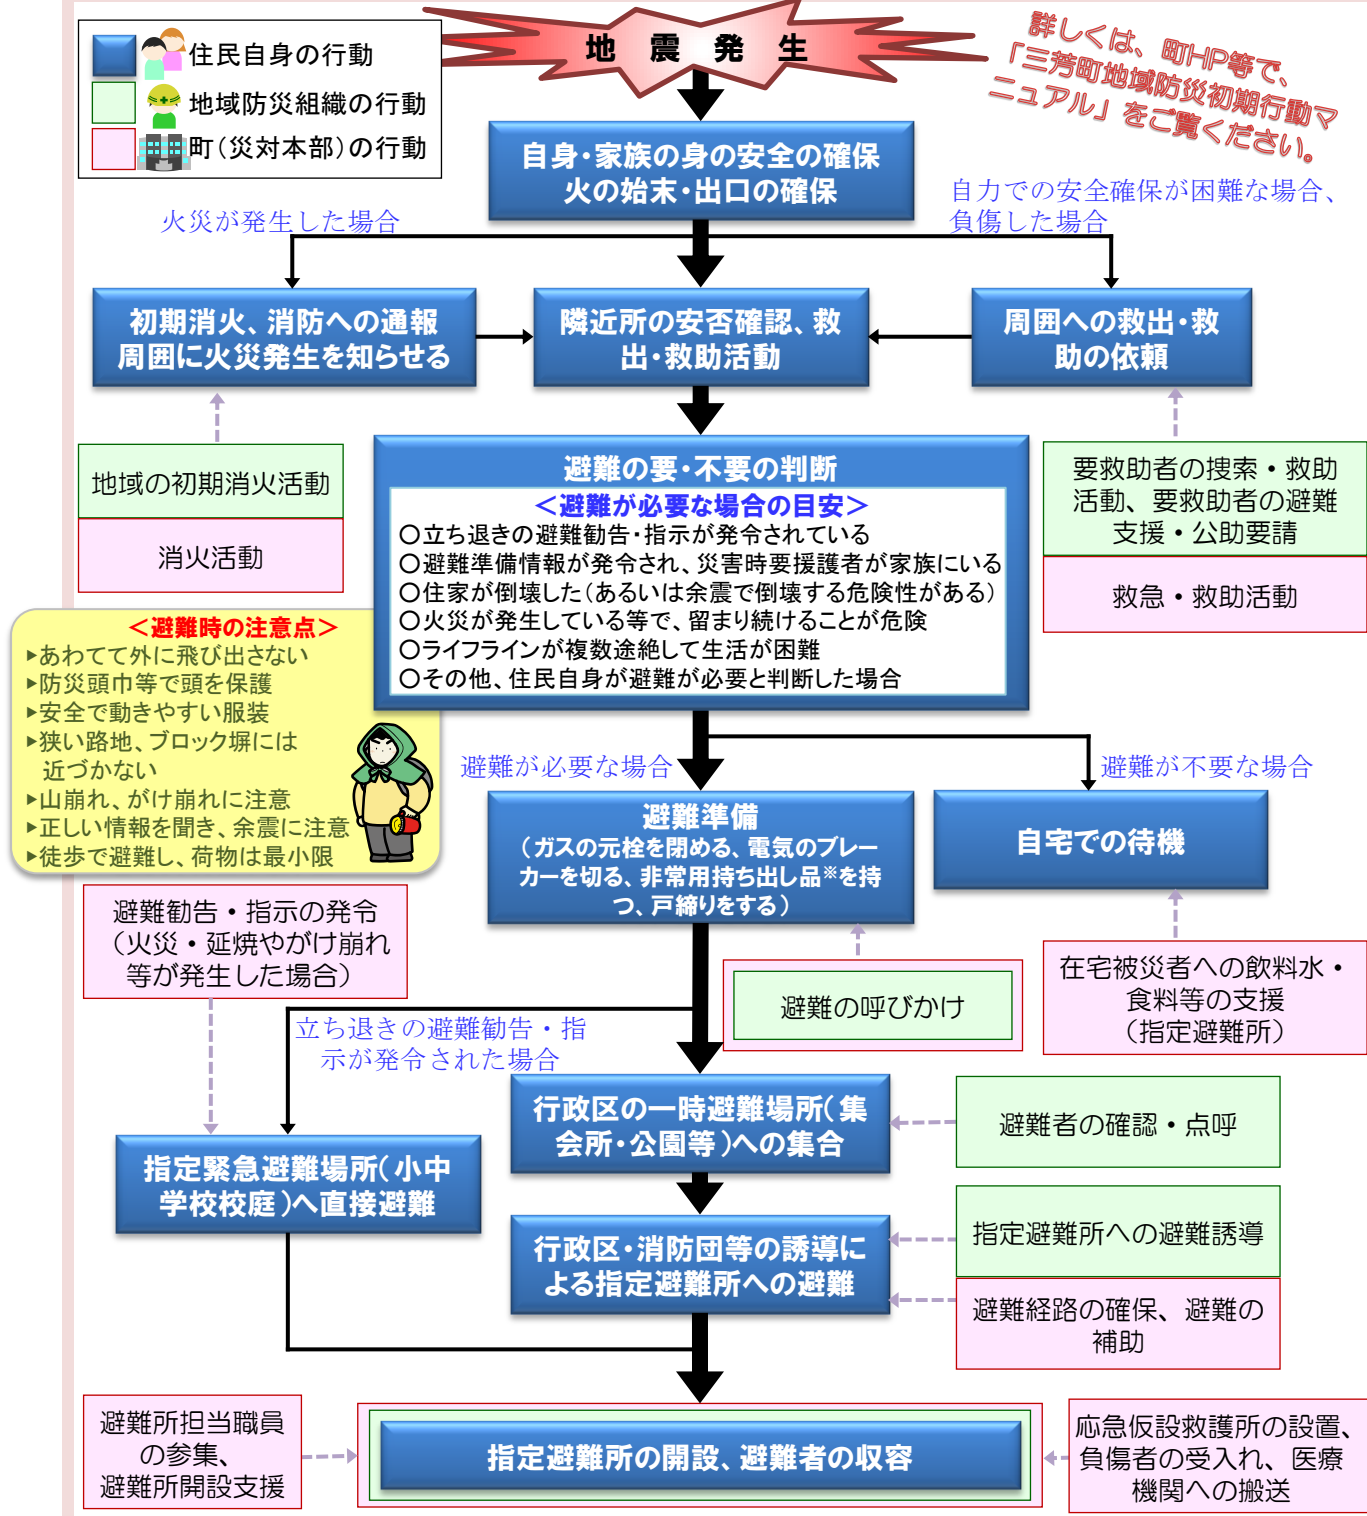 地震発生
詳しくは、町HP等で、
「三芳町地域防災初期行動マ
ニュアル」をご覧ください。
住民自身の行動
地域防災組織の行動
町(災対本部)の行動
自身・家族の身の安全の確保
火の始末・出口の確保
火災が発生した場合
自力での安全確保が困難な場合、
負傷した場合
初期消火、消防への通報
周囲に火災発生を知らせる
隣近所の安否確認、救
出・救助活動
周囲への救出・救
助の依頼
地域の初期消火活動
消火活動
避難の要・不要の判断
＜避難が必要な場合の目安＞
○立ち退きの避難勧告・指示が発令されている
○避難準備情報が発令され、災害時要援護者が家族にいる
○住家が倒壊した(あるいは余震で倒壊する危険性がある)
○火災が発生している等で、留まり続けることが危険
○ライフラインが複数途絶して生活が困難
○その他、住民自身が避難が必要と判断した場合
要救助者の捜索・救助
活動、要救助者の避難
支援・公助要請
救急・救助活動
＜避難時の注意点＞
▶あわてて外に飛び出さない
▶防災頭巾等で頭を保護
▶安全で動きやすい服装
▶狭い路地、ブロック塀には
近づかない
▶山崩れ、がけ崩れに注意
▶正しい情報を聞き、余震に注意
▶徒歩で避難し、荷物は最小限
避難が必要な場合
避難が不要な場合
避難準備
(ガスの元栓を閉める、電気のブレー
カーを切る、非常用持ち出し品※を持
つ、戸締りをする)
自宅での待機
避難勧告・指示の発令
(火災・延焼やがけ崩れ
等が発生した場合)
避難の呼びかけ
在宅被災者への飲料水・
食料等の支援
(指定避難所)
立ち退きの避難勧告・指
示が発令された場合
行政区の一時避難場所(集
会所・公園等)への集合
避難者の確認・点呼
指定緊急避難場所(小中
学校校庭)へ直接避難
行政区・消防団等の誘導に
よる指定避難所への避難
指定避難所への避難誘導
避難経路の確保、避難の
補助
避難所担当職員
の参集、
避難所開設支援
指定避難所の開設、避難者の収容
応急仮設救護所の設置、
負傷者の受入れ、医療
機関への搬送